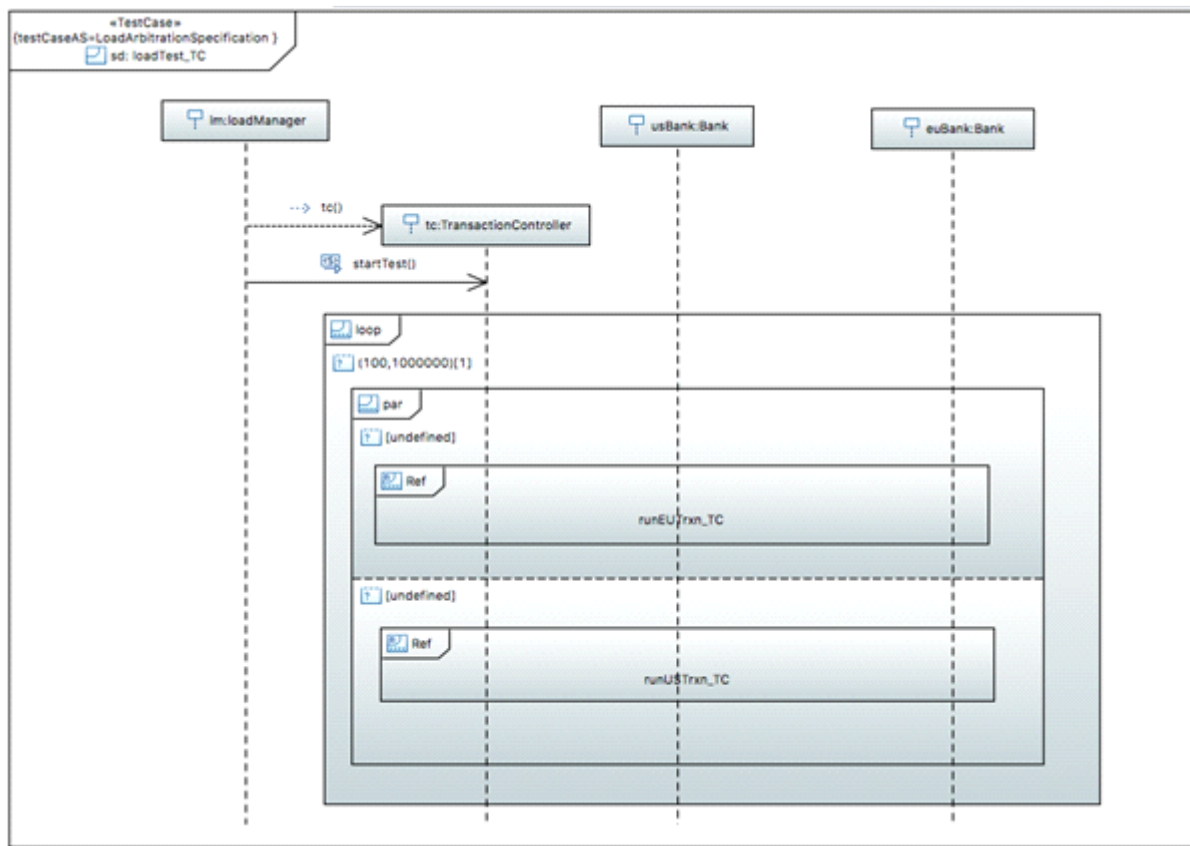 «TestCase»
{testCaseAS=LoadArbitrationSpecification }
sd: loadTest_TC
lm:loadManager
usBank:Bank
euBank:Bank
tc()
tc:TransactionController
startTest()
loop
(100,1000000)[1]
par
[undefined]
Ref
runEUTrxn_TC
[undefined]
Ref
runUSTrxn_TC